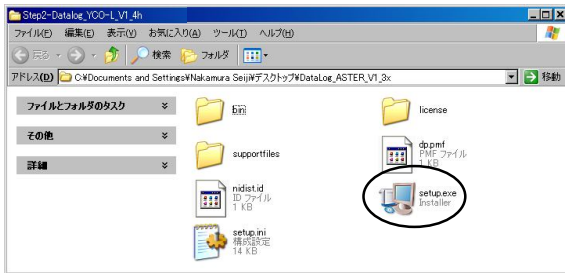 Step2-Datalog_YCO-L_V1_4h
ファイル(F) 編集(E) 表示(V) お気に入り(A) ツール(T) ヘルプ(H)
戻る 検索 フォルダ
アドレス(D) C:¥Documents and Settings¥Nakamura Seiji¥デスクトップ¥DataLog_ASTER_V1_3x 移動
ファイルとフォルダのタスク
その他
詳細
bin
license
supportfiles
dp.pmf
PMF ファイル
1 KB
nidist.id
ID ファイル
1 KB
setup.exe
Installer
setup.ini
構成設定
14 KB